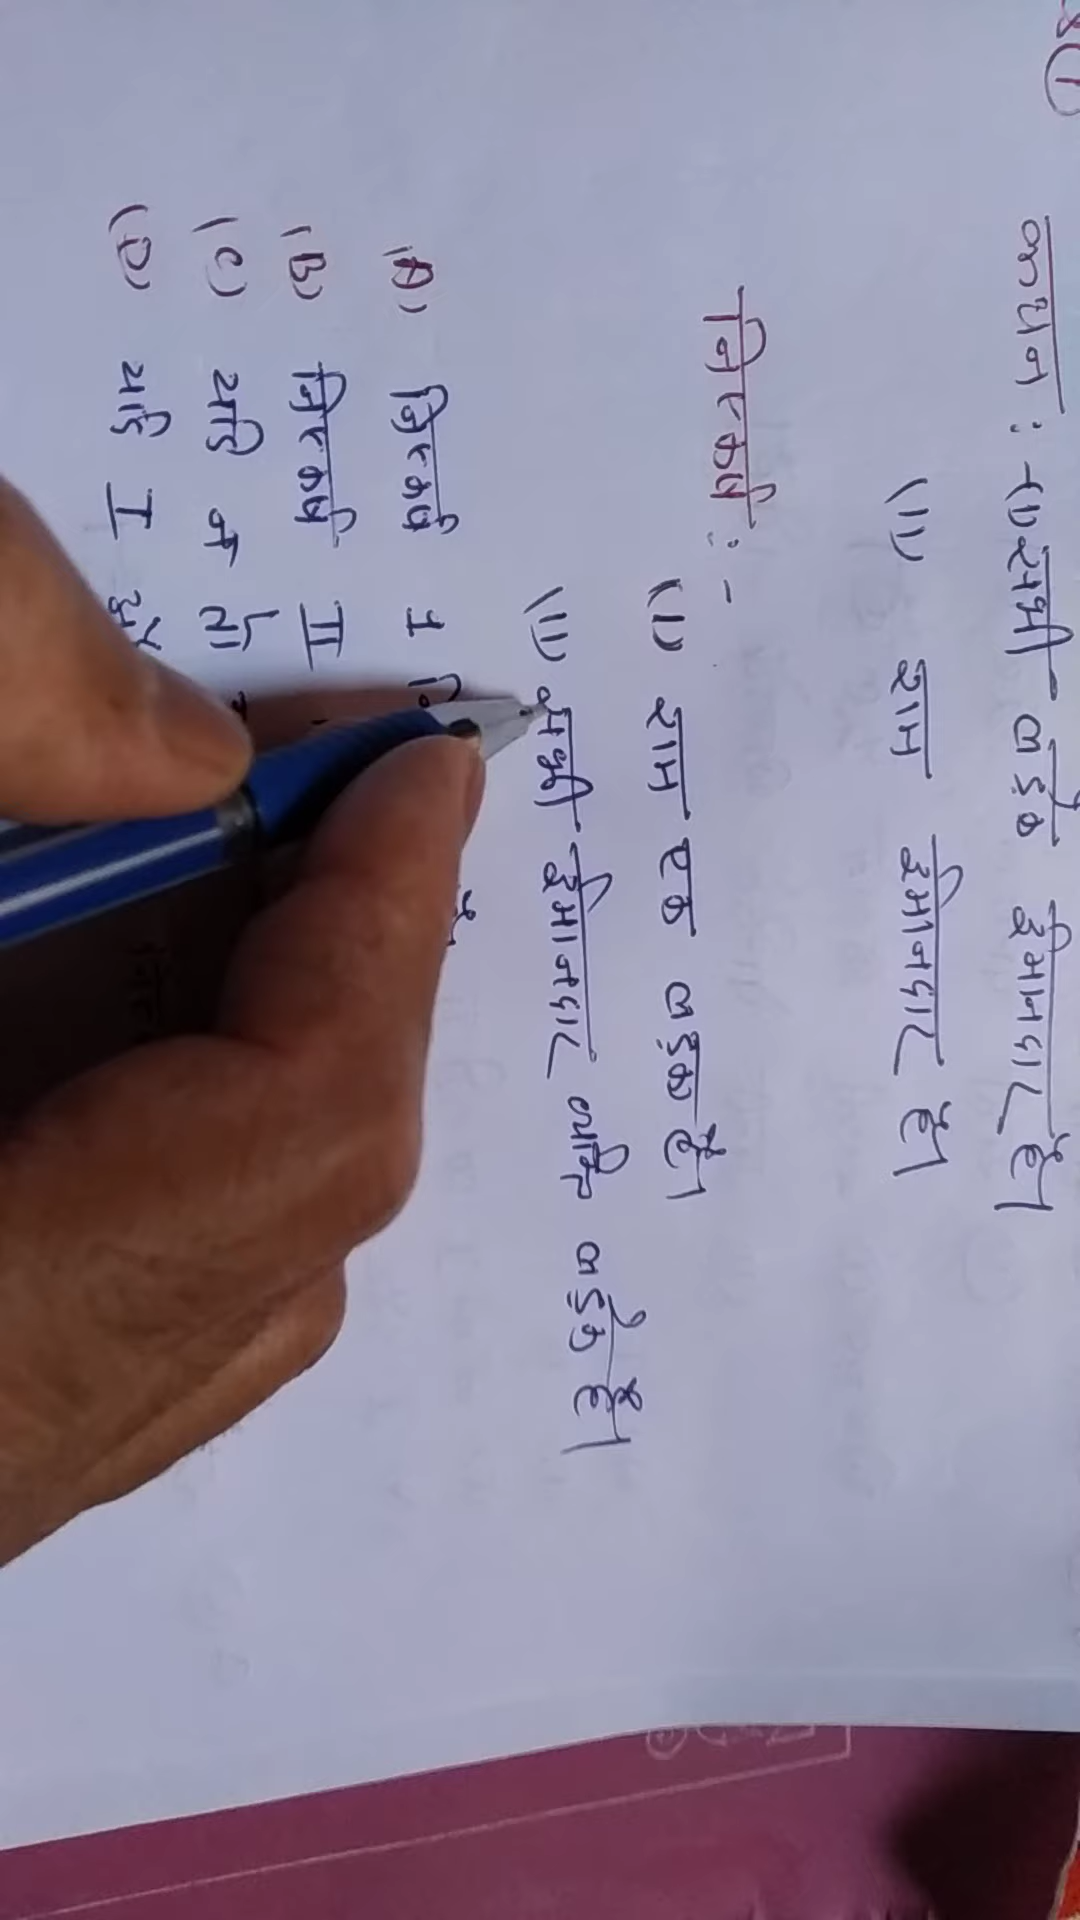 कथन :- (I) सभी लड़के ईमानदार है।
(II) राम ईमानदार है।
निष्कर्ष :-
(I) राम एक लड़का है।
(II) सभी ईमानदार व्यक्ति लड़के है।
(A) निष्कर्ष I
(B) निष्कर्ष II
(C) यदि न तो
(D) यदि I